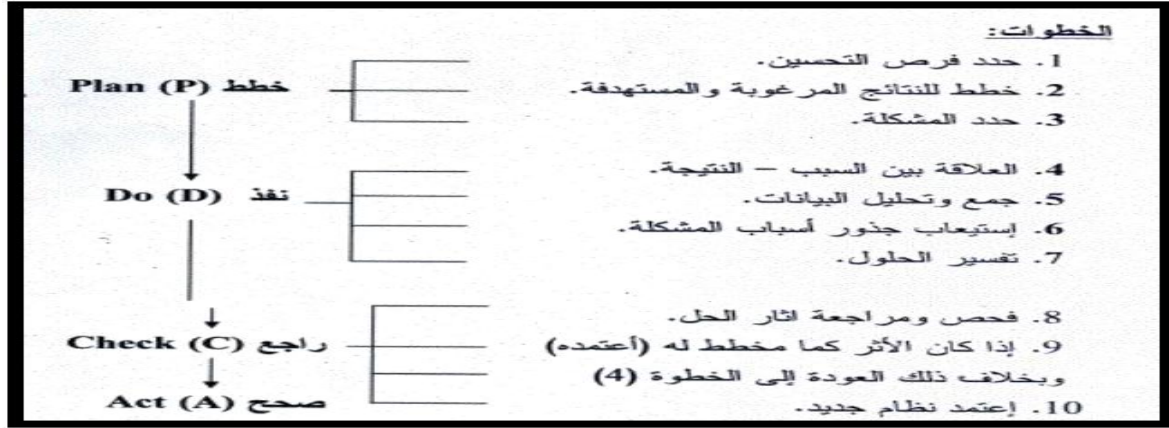 الخطوات:
1. حدد فرص التحسين.
Plan (P) خطط
2. خطط للنتائج المرغوبة والمستهدفة.
3. حدد المشكلة.
4. العلاقة بين السبب – النتيجة.
Do (D) نفذ
5. جمع وتحليل البيانات.
6. إستيعاب جذور أسباب المشكلة.
7. تفسير الحلول.
8. فحص ومراجعة اثار الحل.
Check (C) راجع
9. إذا كان الأثر كما مخطط له (أعتمده)
وبخلاف ذلك العودة إلى الخطوة (4)
Act (A) صحح
10. إعتمد نظام جديد.